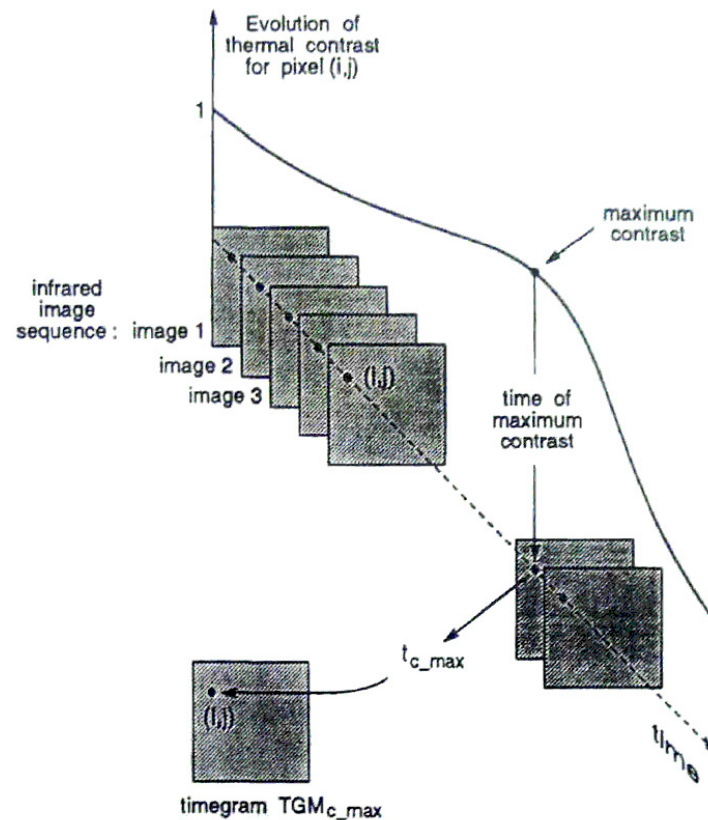 Evolution of
thermal contrast
for pixel (i,j)
1
maximum
contrast
infrared
image
sequence : image 1
image 2
image 3
(i,j)
time of
maximum
contrast
t_c_max
(i,j)
time
timegram TGM_c_max